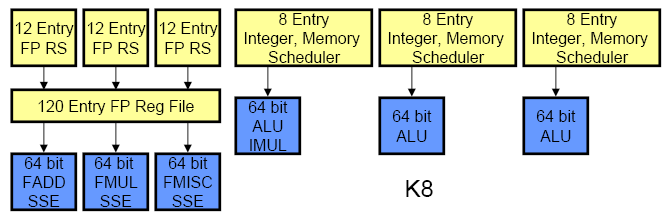 12 Entry
FP RS
12 Entry
FP RS
12 Entry
FP RS
8 Entry
Integer, Memory
Scheduler
8 Entry
Integer, Memory
Scheduler
8 Entry
Integer, Memory
Scheduler
120 Entry FP Reg File
64 bit
FADD
SSE
64 bit
FMUL
SSE
64 bit
FMISC
SSE
64 bit
ALU
IMUL
64 bit
ALU
64 bit
ALU
K8